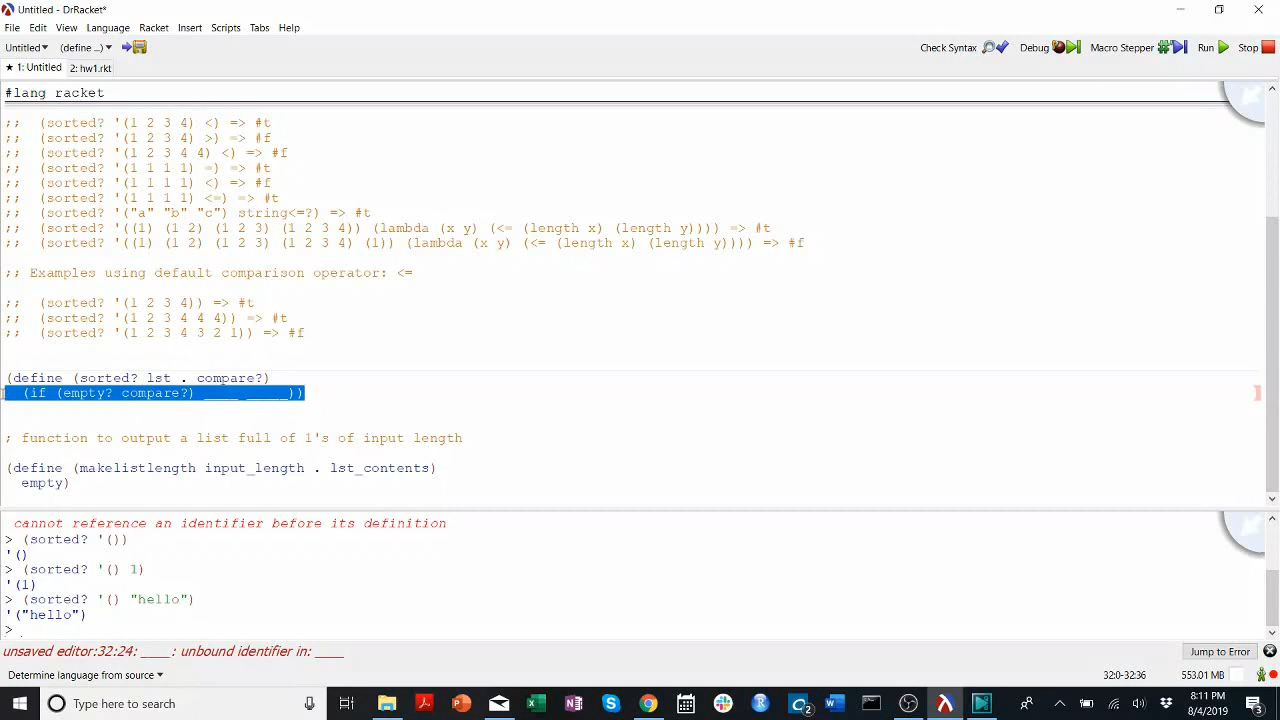 Untitled - DrRacket*
File Edit View Language Racket Insert Scripts Tabs Help
Untitled▾ (define ...)▾ Check Syntax Debug Macro Stepper Run Stop
★ 1: Untitled 2: hw1.rkt
#lang racket
;; (sorted? '(1 2 3 4) <) => #t
;; (sorted? '(1 2 3 4) >) => #f
;; (sorted? '(1 2 3 4 4) <) => #f
;; (sorted? '(1 1 1 1) =) => #t
;; (sorted? '(1 1 1 1) <) => #f
;; (sorted? '(1 1 1 1) <=) => #t
;; (sorted? '("a" "b" "c") string<=?) => #t
;; (sorted? '((1) (1 2) (1 2 3) (1 2 3 4)) (lambda (x y) (<= (length x) (length y)))) => #t
;; (sorted? '((1) (1 2) (1 2 3) (1 2 3 4) (1)) (lambda (x y) (<= (length x) (length y)))) => #f
;; Examples using default comparison operator: <=
;; (sorted? '(1 2 3 4)) => #t
;; (sorted? '(1 2 3 4 4 4)) => #t
;; (sorted? '(1 2 3 4 3 2 1)) => #f
(define (sorted? lst . compare?)
(if (empty? compare?) ____ _____))
; function to output a list full of 1's of input length
(define (makelistlength input_length . lst_contents)
empty)
cannot reference an identifier before its definition
> (sorted? '())
'()
> (sorted? '() 1)
'(1)
> (sorted? '() "hello")
'("hello")
>
unsaved editor:32:24: ____: unbound identifier in: ____
Jump to Error
Determine language from source▾ 32:0-32:36 553.01 MB
Type here to search 2 8:11 PM
8/4/2019 3